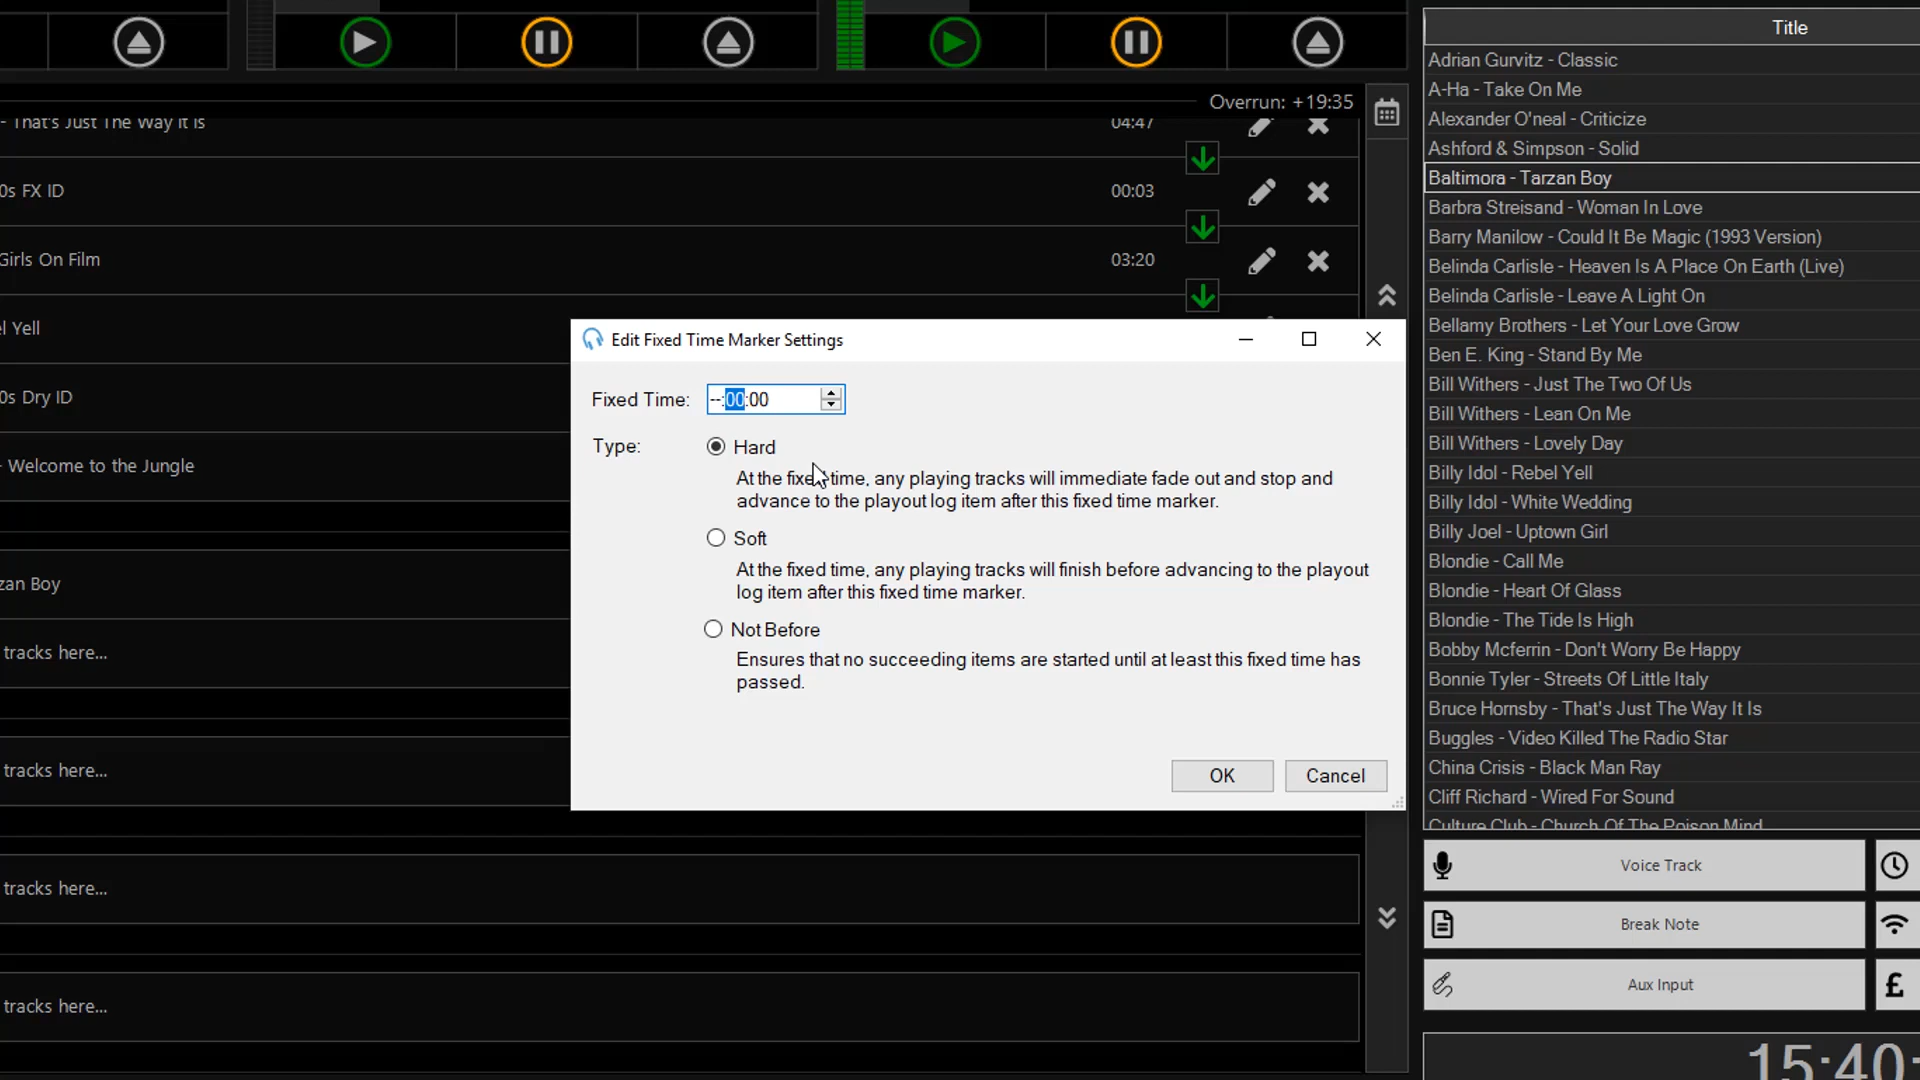 Overrun: +19:35
- That's Just The Way It Is
04:47
0s FX ID
00:03
Girls On Film
03:20
l Yell
0s Dry ID
- Welcome to the Jungle
zan Boy
tracks here...
tracks here...
tracks here...
tracks here...
Edit Fixed Time Marker Settings
Fixed Time: --:00:00
Type:
Hard
At the fixed time, any playing tracks will immediate fade out and stop and
advance to the playout log item after this fixed time marker.
Soft
At the fixed time, any playing tracks will finish before advancing to the playout
log item after this fixed time marker.
Not Before
Ensures that no succeeding items are started until at least this fixed time has
passed.
OK
Cancel
Title
Adrian Gurvitz - Classic
A-Ha - Take On Me
Alexander O'neal - Criticize
Ashford & Simpson - Solid
Baltimora - Tarzan Boy
Barbra Streisand - Woman In Love
Barry Manilow - Could It Be Magic (1993 Version)
Belinda Carlisle - Heaven Is A Place On Earth (Live)
Belinda Carlisle - Leave A Light On
Bellamy Brothers - Let Your Love Grow
Ben E. King - Stand By Me
Bill Withers - Just The Two Of Us
Bill Withers - Lean On Me
Bill Withers - Lovely Day
Billy Idol - Rebel Yell
Billy Idol - White Wedding
Billy Joel - Uptown Girl
Blondie - Call Me
Blondie - Heart Of Glass
Blondie - The Tide Is High
Bobby Mcferrin - Don't Worry Be Happy
Bonnie Tyler - Streets Of Little Italy
Bruce Hornsby - That's Just The Way It Is
Buggles - Video Killed The Radio Star
China Crisis - Black Man Ray
Cliff Richard - Wired For Sound
Culture Club - Church Of The Poison Mind
Voice Track
Break Note
Aux Input
£
15:40: